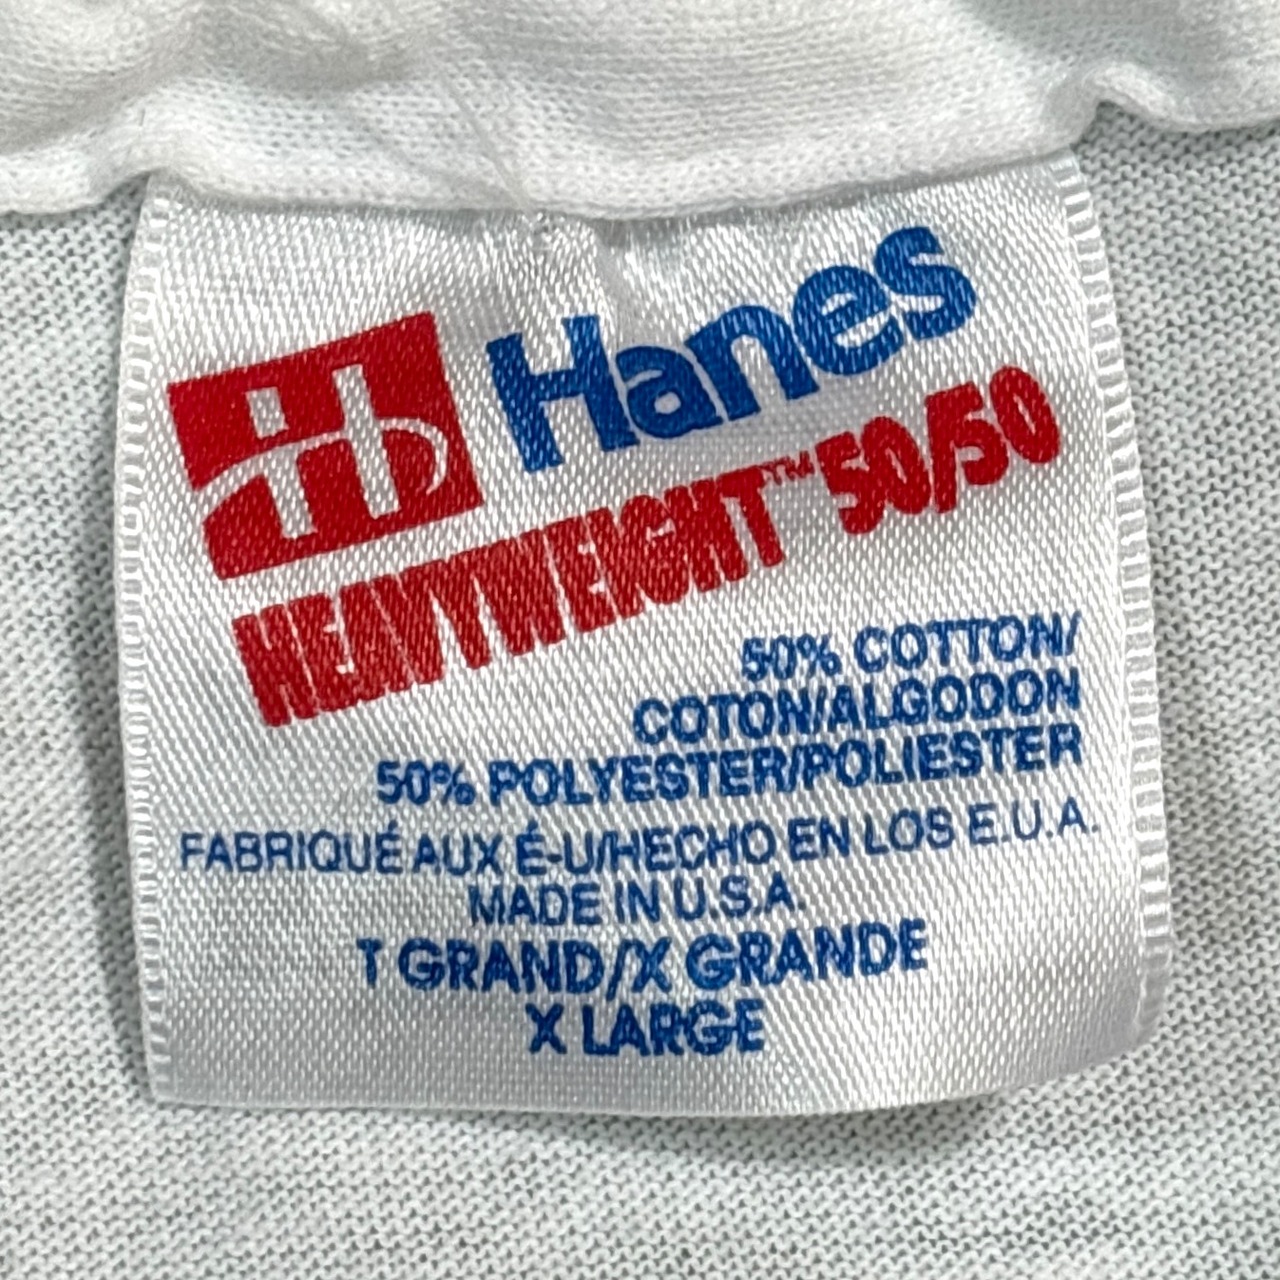 Hanes
HEAVYWEIGHT™ 50/50
50% COTTON/
COTON/ALGODON
50% POLYESTER/POLIESTER
FABRIQUÉ AUX É-U/HECHO EN LOS E.U.A.
MADE IN U.S.A.
T GRAND/X GRANDE
X LARGE